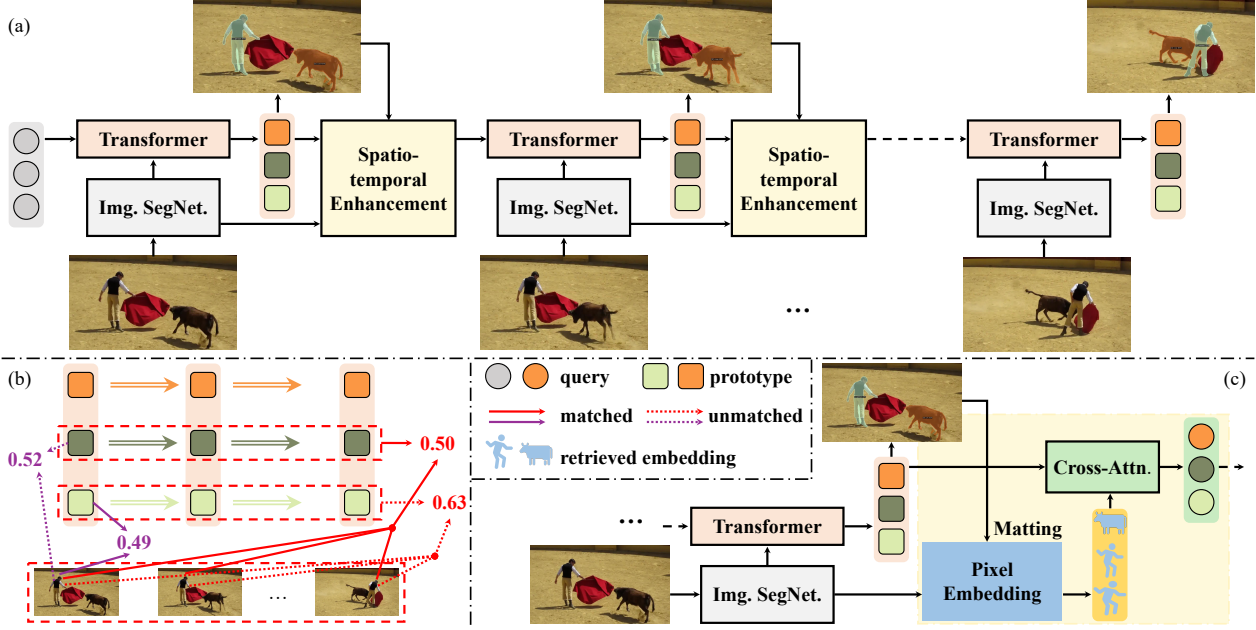 (a)
Transformer
Img. SegNet.
Spatio-
temporal
Enhancement
Transformer
Img. SegNet.
Spatio-
temporal
Enhancement
Transformer
Img. SegNet.
...
(b)
0.52
0.50
0.63
0.49
...
query
prototype
matched
unmatched
retrieved embedding
(c)
...
Transformer
Img. SegNet.
Cross-Attn.
Matting
Pixel
Embedding